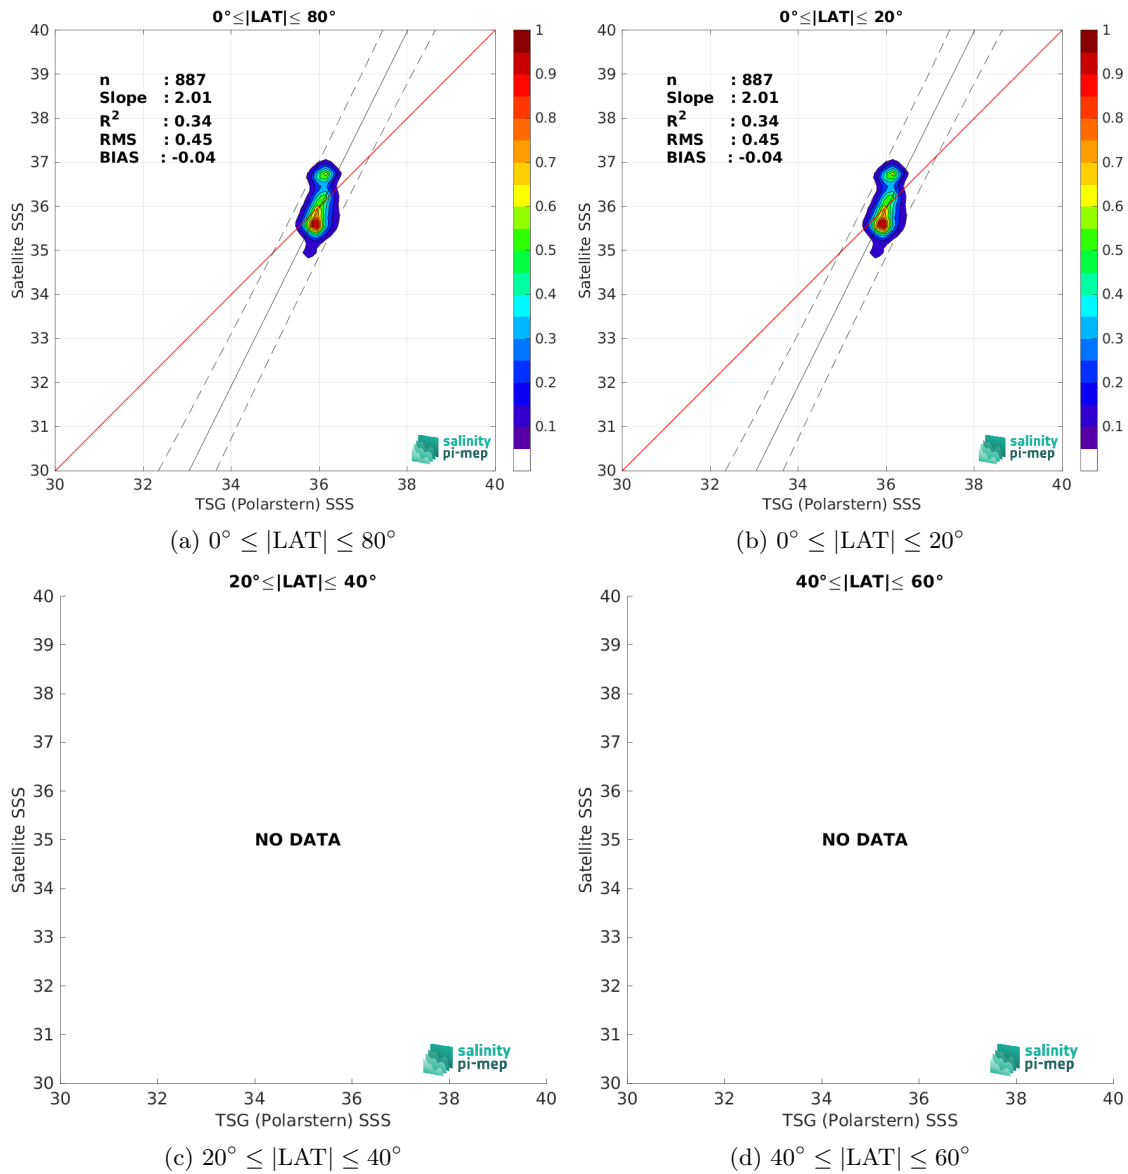 0°≤|LAT|≤ 80°
40
39
38
37
36
35
34
33
32
31
30
Satellite SSS
n : 887
Slope : 2.01
R² : 0.34
RMS : 0.45
BIAS : -0.04
salinity
pi-mep
30 32 34 36 38 40
TSG (Polarstern) SSS
1
0.9
0.8
0.7
0.6
0.5
0.4
0.3
0.2
0.1
(a) 0° ≤ |LAT| ≤ 80°
0°≤|LAT|≤ 20°
40
39
38
37
36
35
34
33
32
31
30
Satellite SSS
n : 887
Slope : 2.01
R² : 0.34
RMS : 0.45
BIAS : -0.04
salinity
pi-mep
30 32 34 36 38 40
TSG (Polarstern) SSS
1
0.9
0.8
0.7
0.6
0.5
0.4
0.3
0.2
0.1
(b) 0° ≤ |LAT| ≤ 20°
20°≤|LAT|≤ 40°
40
39
38
37
36
35
34
33
32
31
30
Satellite SSS
NO DATA
salinity
pi-mep
30 32 34 36 38 40
TSG (Polarstern) SSS
(c) 20° ≤ |LAT| ≤ 40°
40°≤|LAT|≤ 60°
40
39
38
37
36
35
34
33
32
31
30
Satellite SSS
NO DATA
salinity
pi-mep
30 32 34 36 38 40
TSG (Polarstern) SSS
(d) 40° ≤ |LAT| ≤ 60°